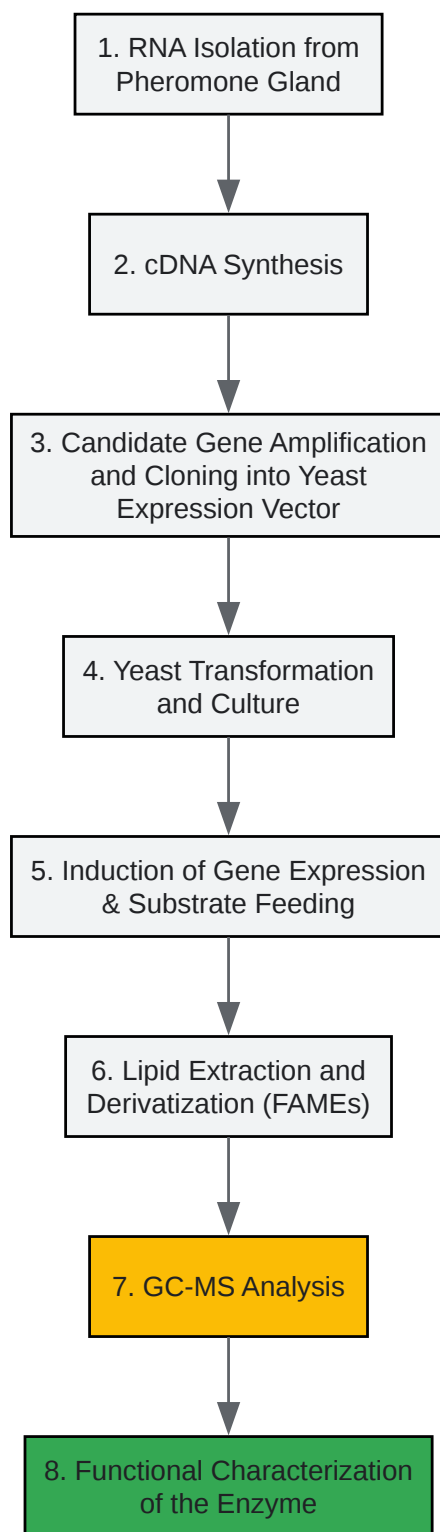 1. RNA Isolation from
Pheromone Gland
2. cDNA Synthesis
3. Candidate Gene Amplification
and Cloning into Yeast
Expression Vector
4. Yeast Transformation
and Culture
5. Induction of Gene Expression
& Substrate Feeding
6. Lipid Extraction and
Derivatization (FAMEs)
7. GC-MS Analysis
8. Functional Characterization
of the Enzyme